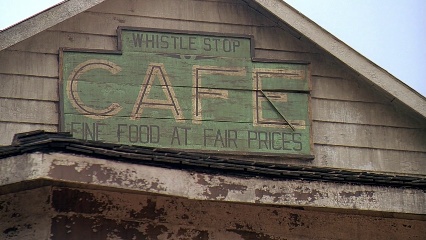 WHISTLE STOP
CAFE
FINE FOOD AT FAIR PRICES